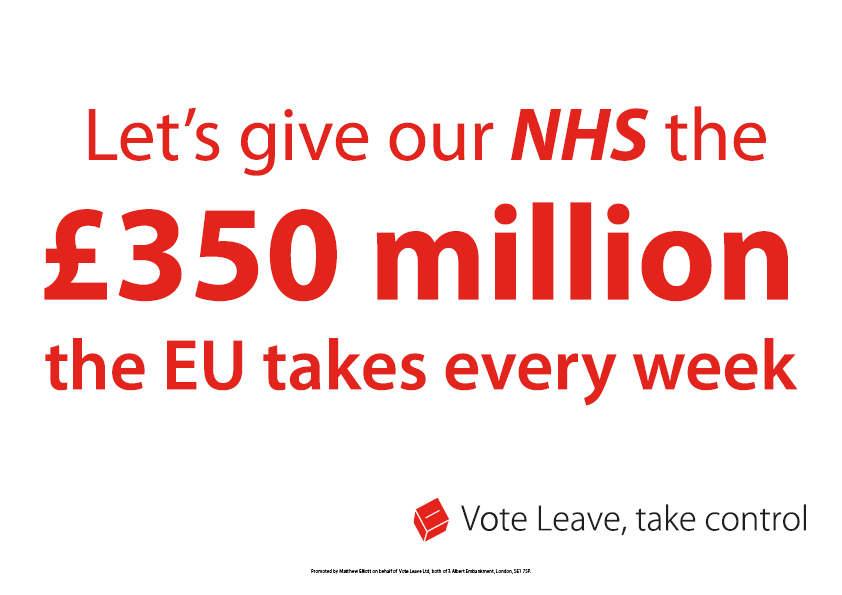 Let's give our NHS the
£350 million
the EU takes every week
Vote Leave, take control
Promoted by Matthew Elliott on behalf of Vote Leave Ltd, both of 7 Albert Embankment, London, SE1 7SP.